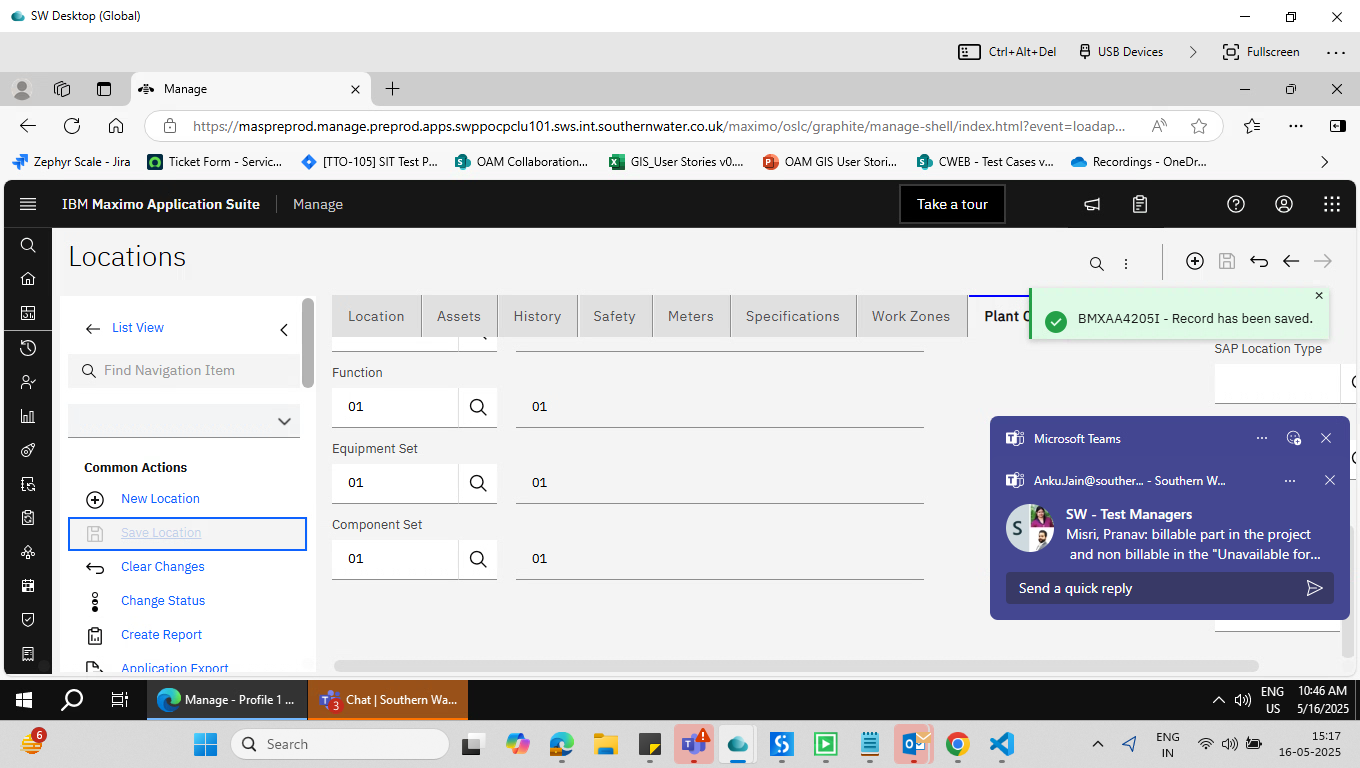 SW Desktop (Global)
Ctrl+Alt+Del
USB Devices
Fullscreen
Manage
https://maspreprod.manage.preprod.apps.swppocpclu101.sws.int.southernwater.co.uk/maximo/oslc/graphite/manage-shell/index.html?event=loadap...
Zephyr Scale - Jira
Ticket Form - Servic...
[TTO-105] SIT Test P...
OAM Collaboration...
GIS_User Stories v0....
OAM GIS User Stori...
CWEB - Test Cases v...
Recordings - OneDr...
IBM Maximo Application Suite
Manage
Take a tour
Locations
List View
Find Navigation Item
Common Actions
New Location
Save Location
Clear Changes
Change Status
Create Report
Application Export
Location
Assets
History
Safety
Meters
Specifications
Work Zones
Plant
BMXAA4205I - Record has been saved.
SAP Location Type
Function
01
01
Equipment Set
01
01
Component Set
01
01
Microsoft Teams
AnkuJain@souther... - Southern W...
S
SW - Test Managers
Misri, Pranav: billable part in the project
and non billable in the "Unavailable for...
Send a quick reply
Manage - Profile 1 ...
3
Chat | Southern Wa...
ENG
US
10:46 AM
5/16/2025
6
Search
ENG
IN
15:17
16-05-2025